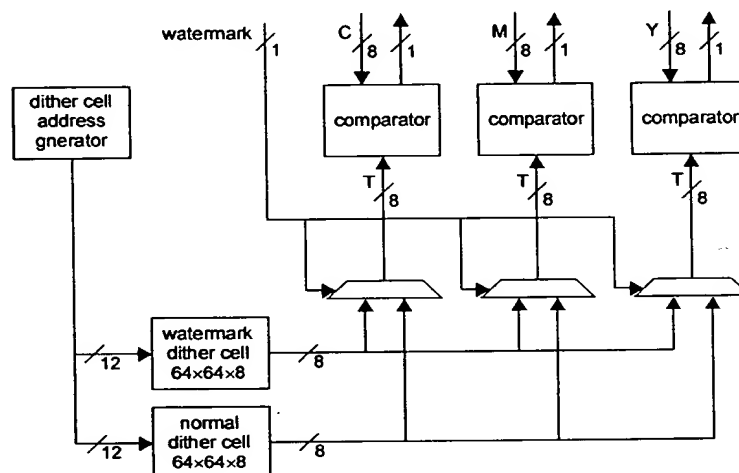 watermark
1
C
8
1
M
8
1
Y
8
1
dither cell
address
gnerator
comparator
comparator
comparator
T
8
T
8
T
8
watermark
dither cell
64×64×8
12
8
normal
dither cell
64×64×8
12
8